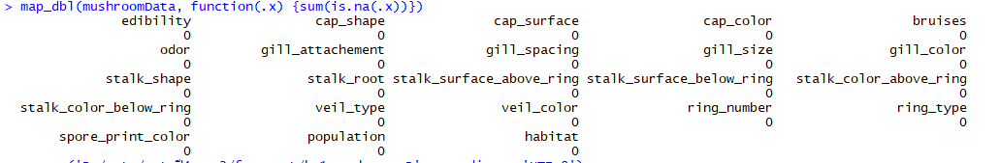 > map_dbl(mushroomData, function(.x) {sum(is.na(.x))})
edibility cap_shape cap_surface cap_color bruises
0 0 0 0 0
odor gill_attachement gill_spacing gill_size gill_color
0 0 0 0 0
stalk_shape stalk_root stalk_surface_above_ring stalk_surface_below_ring stalk_color_above_ring
0 0 0 0 0
stalk_color_below_ring veil_type veil_color ring_number ring_type
0 0 0 0 0
spore_print_color population habitat
0 0 0